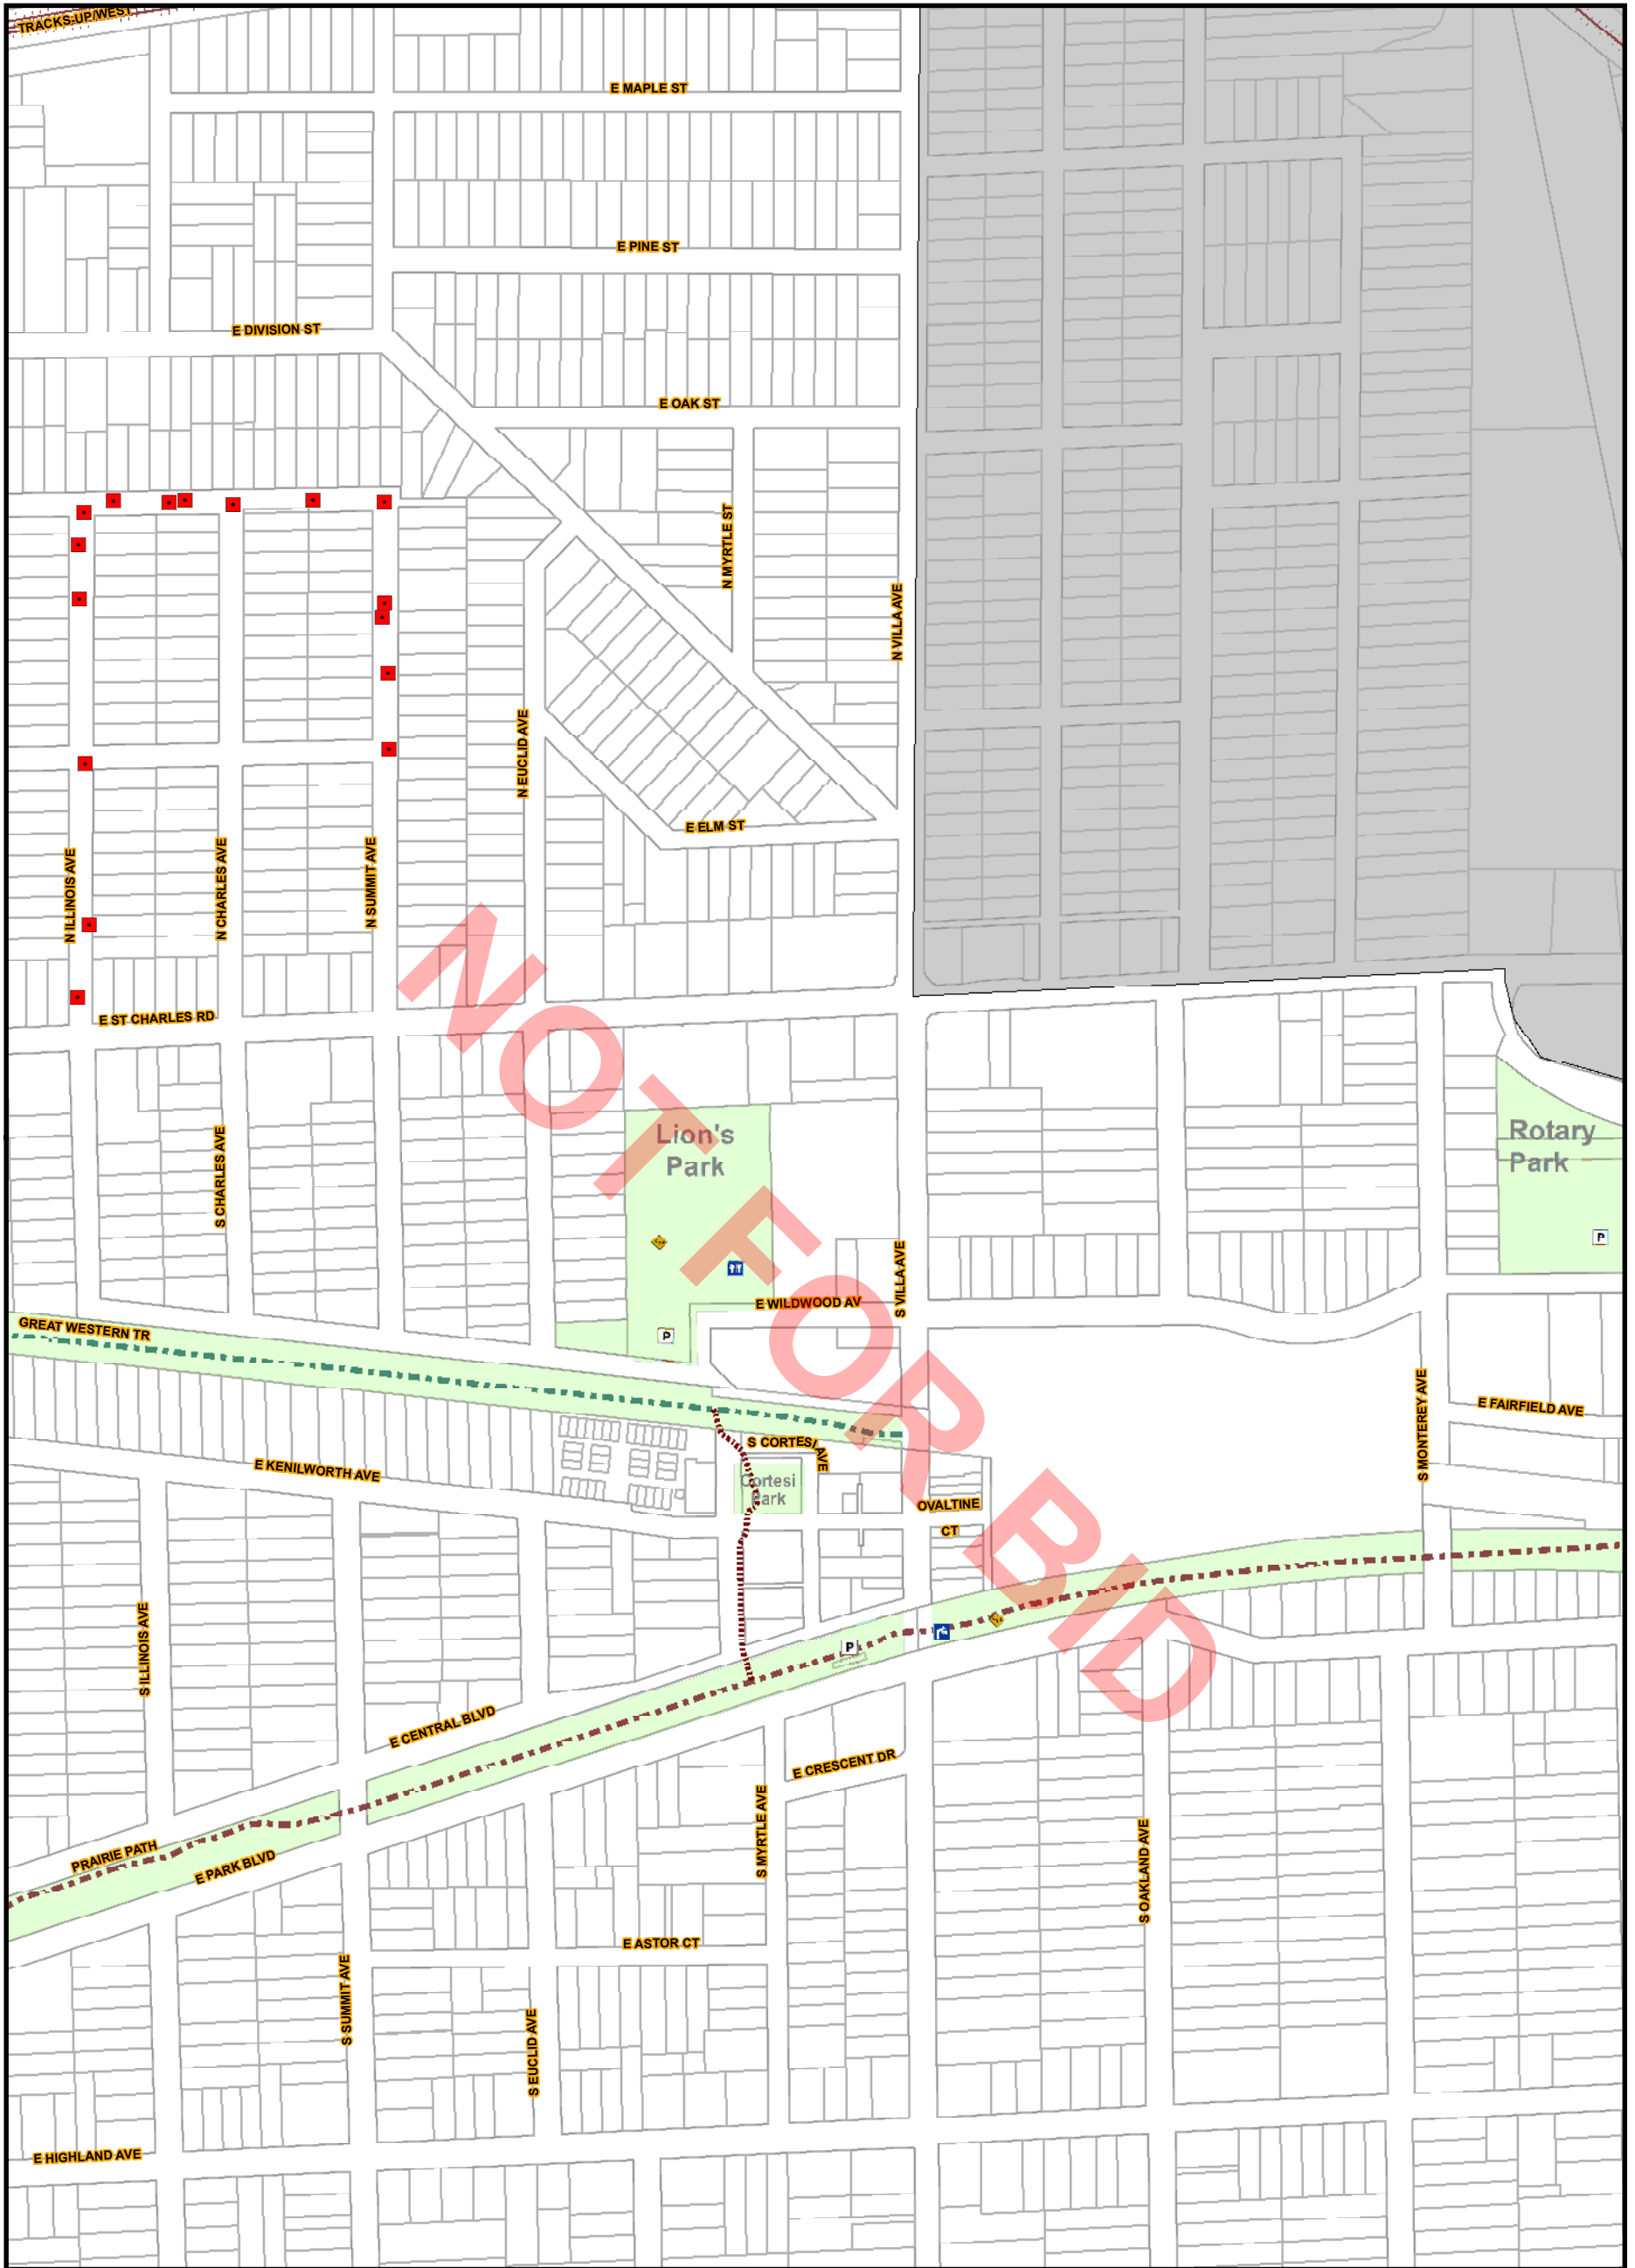 TRACKS-UP/WEST
E MAPLE ST
E PINE ST
E DIVISION ST
E OAK ST
N MYRTLE ST
N VILLA AVE
N EUCLID AVE
E ELM ST
N ILLINOIS AVE
N CHARLES AVE
N SUMMIT AVE
E ST CHARLES RD
NOT FOR BID
Lion's
Park
Rotary
Park
S CHARLES AVE
P
S VILLA AVE
E WILDWOOD AV
GREAT WESTERN TR
P
S MONTEREY AVE
E FAIRFIELD AVE
S CORTESI AVE
E KENILWORTH AVE
Cortesi
Park
OVALTINE
CT
S ILLINOIS AVE
P
E CENTRAL BLVD
E CRESCENT DR
S MYRTLE AVE
S OAKLAND AVE
PRAIRIE PATH
E PARK BLVD
E ASTOR CT
S SUMMIT AVE
S EUCLID AVE
E HIGHLAND AVE